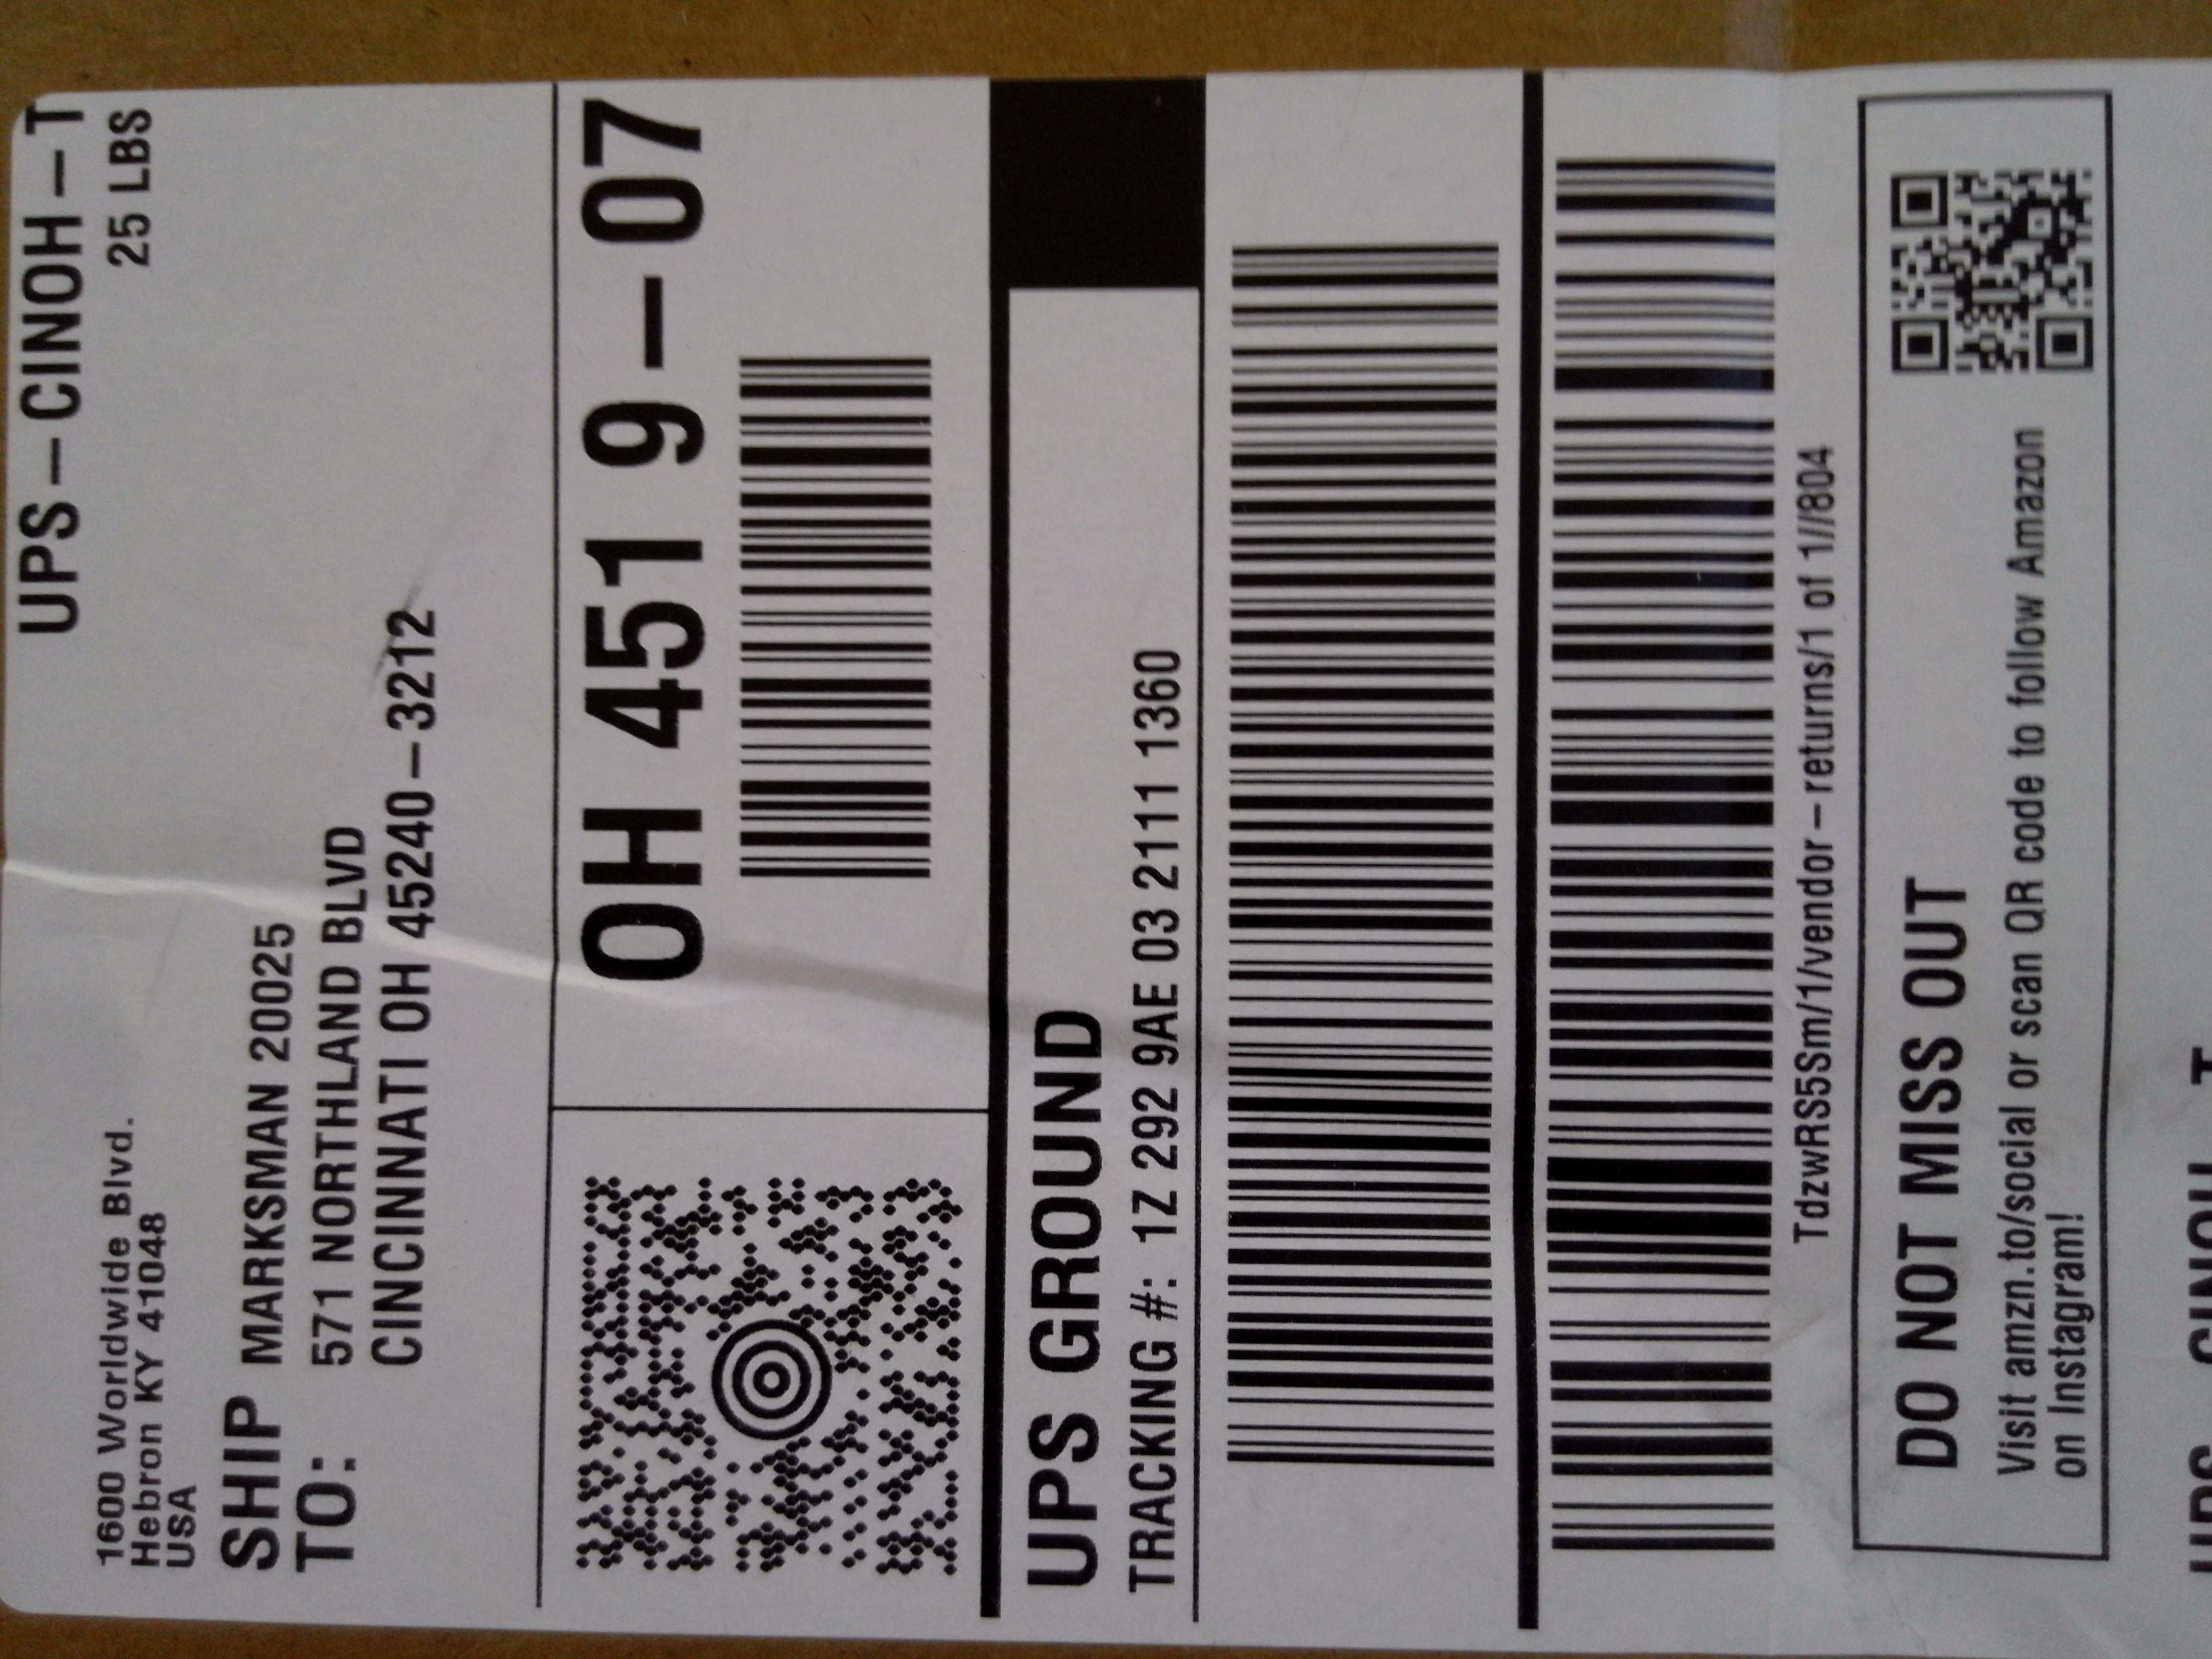 UPS-CINOH-T
25 LBS
1600 Worldwide Blvd.
Hebron KY 41048
USA
SHIP TO:
MARKSMAN 20025
571 NORTHLAND BLVD
CINCINNATI OH 45240-3212
OH 451 9-07
UPS GROUND
TRACKING #: 1Z 292 9AE 03 2111 1360
TdzwRS5Sm/1/vendor-returns/1 of 1//804
DO NOT MISS OUT
Visit amzn.to/social or scan QR code to follow Amazon
on Instagram!